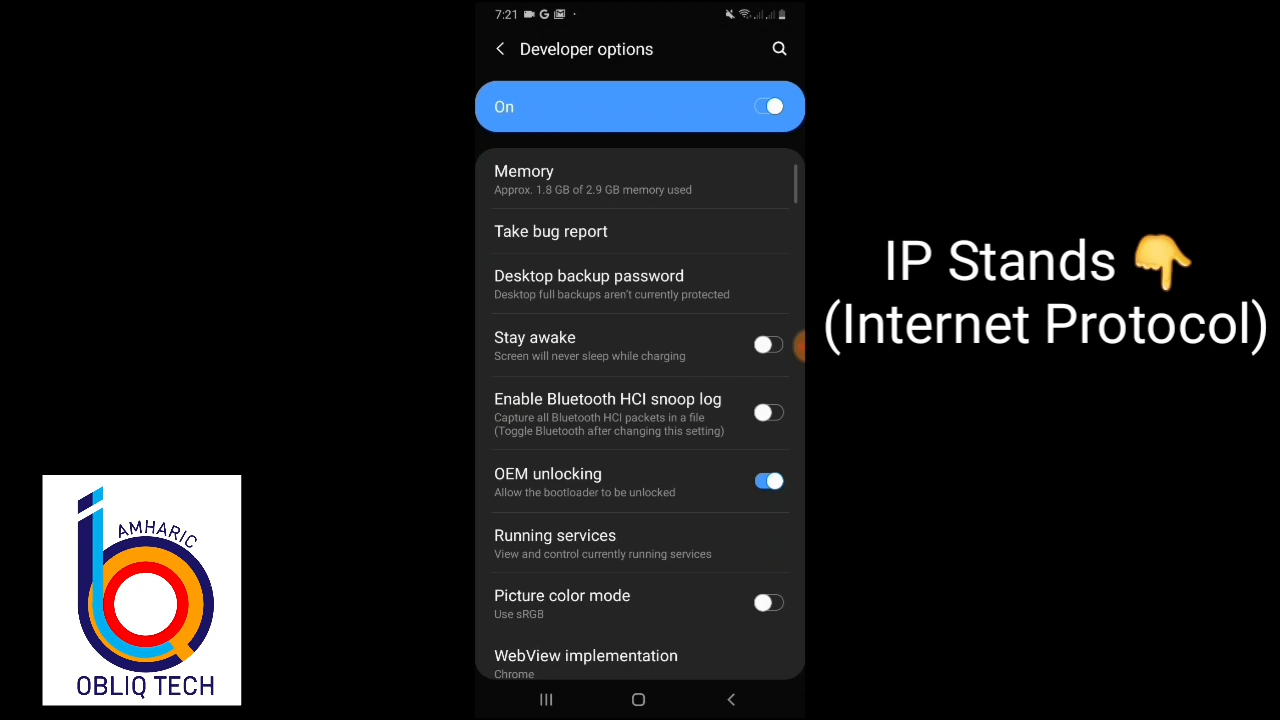 7:21
Developer options
On
Memory
Approx. 1.8 GB of 2.9 GB memory used
Take bug report
Desktop backup password
Desktop full backups aren't currently protected
Stay awake
Screen will never sleep while charging
Enable Bluetooth HCI snoop log
Capture all Bluetooth HCI packets in a file
(Toggle Bluetooth after changing this setting)
OEM unlocking
Allow the bootloader to be unlocked
Running services
View and control currently running services
Picture color mode
Use sRGB
WebView implementation
Chrome
IP Stands 👇
(Internet Protocol)
AMHARIC
OBLIQ TECH